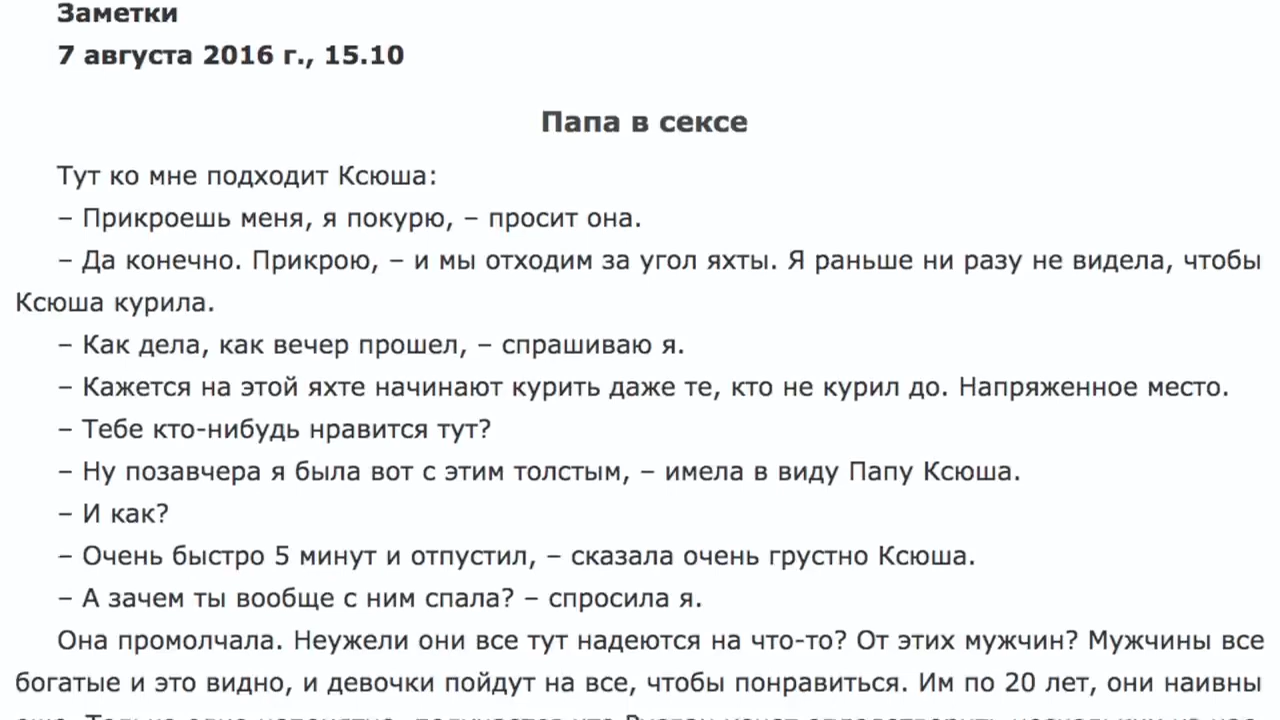 Заметки
7 августа 2016 г., 15.10
Папа в сексе
Тут ко мне подходит Ксюша:
– Прикроешь меня, я покурю, – просит она.
– Да конечно. Прикрою, – и мы отходим за угол яхты. Я раньше ни разу не видела, чтобы
Ксюша курила.
– Как дела, как вечер прошел, – спрашиваю я.
– Кажется на этой яхте начинают курить даже те, кто не курил до. Напряженное место.
– Тебе кто-нибудь нравится тут?
– Ну позавчера я была вот с этим толстым, – имела в виду Папу Ксюша.
– И как?
– Очень быстро 5 минут и отпустил, – сказала очень грустно Ксюша.
– А зачем ты вообще с ним спала? – спросила я.
Она промолчала. Неужели они все тут надеются на что-то? От этих мужчин? Мужчины все
богатые и это видно, и девочки пойдут на все, чтобы понравиться. Им по 20 лет, они наивны